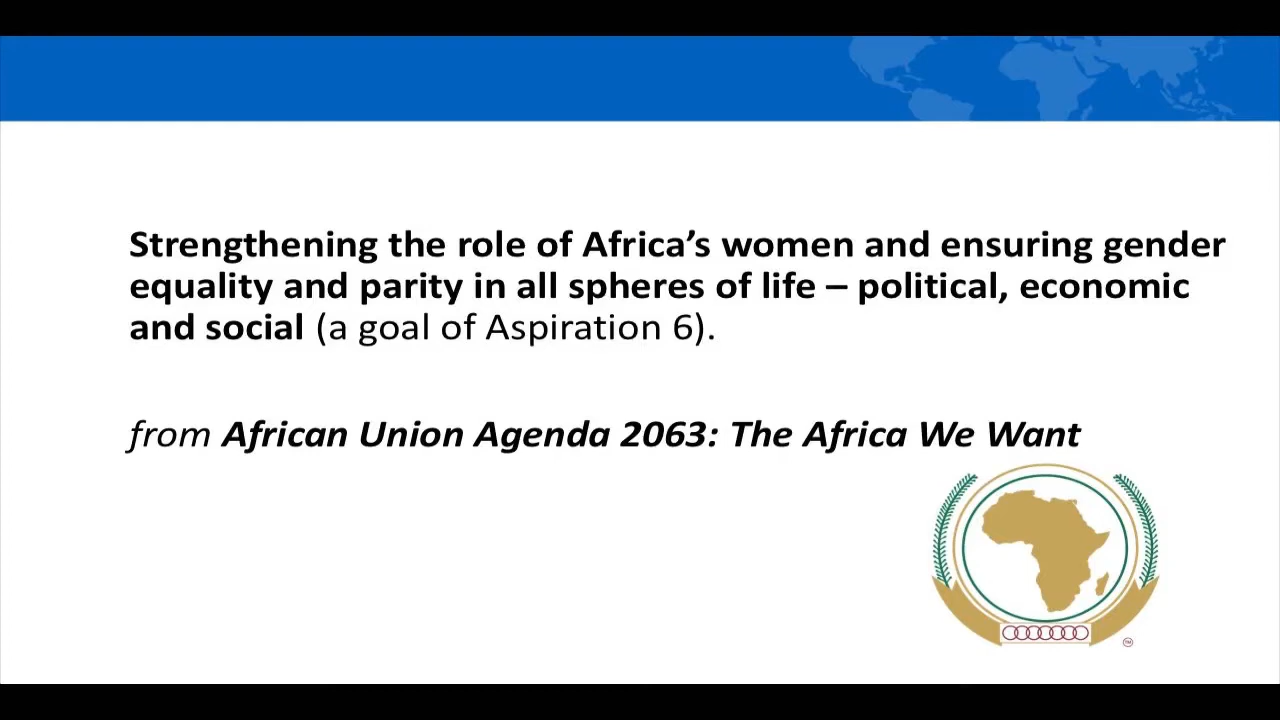 Strengthening the role of Africa’s women and ensuring gender
equality and parity in all spheres of life – political, economic
and social (a goal of Aspiration 6).
from African Union Agenda 2063: The Africa We Want
TM